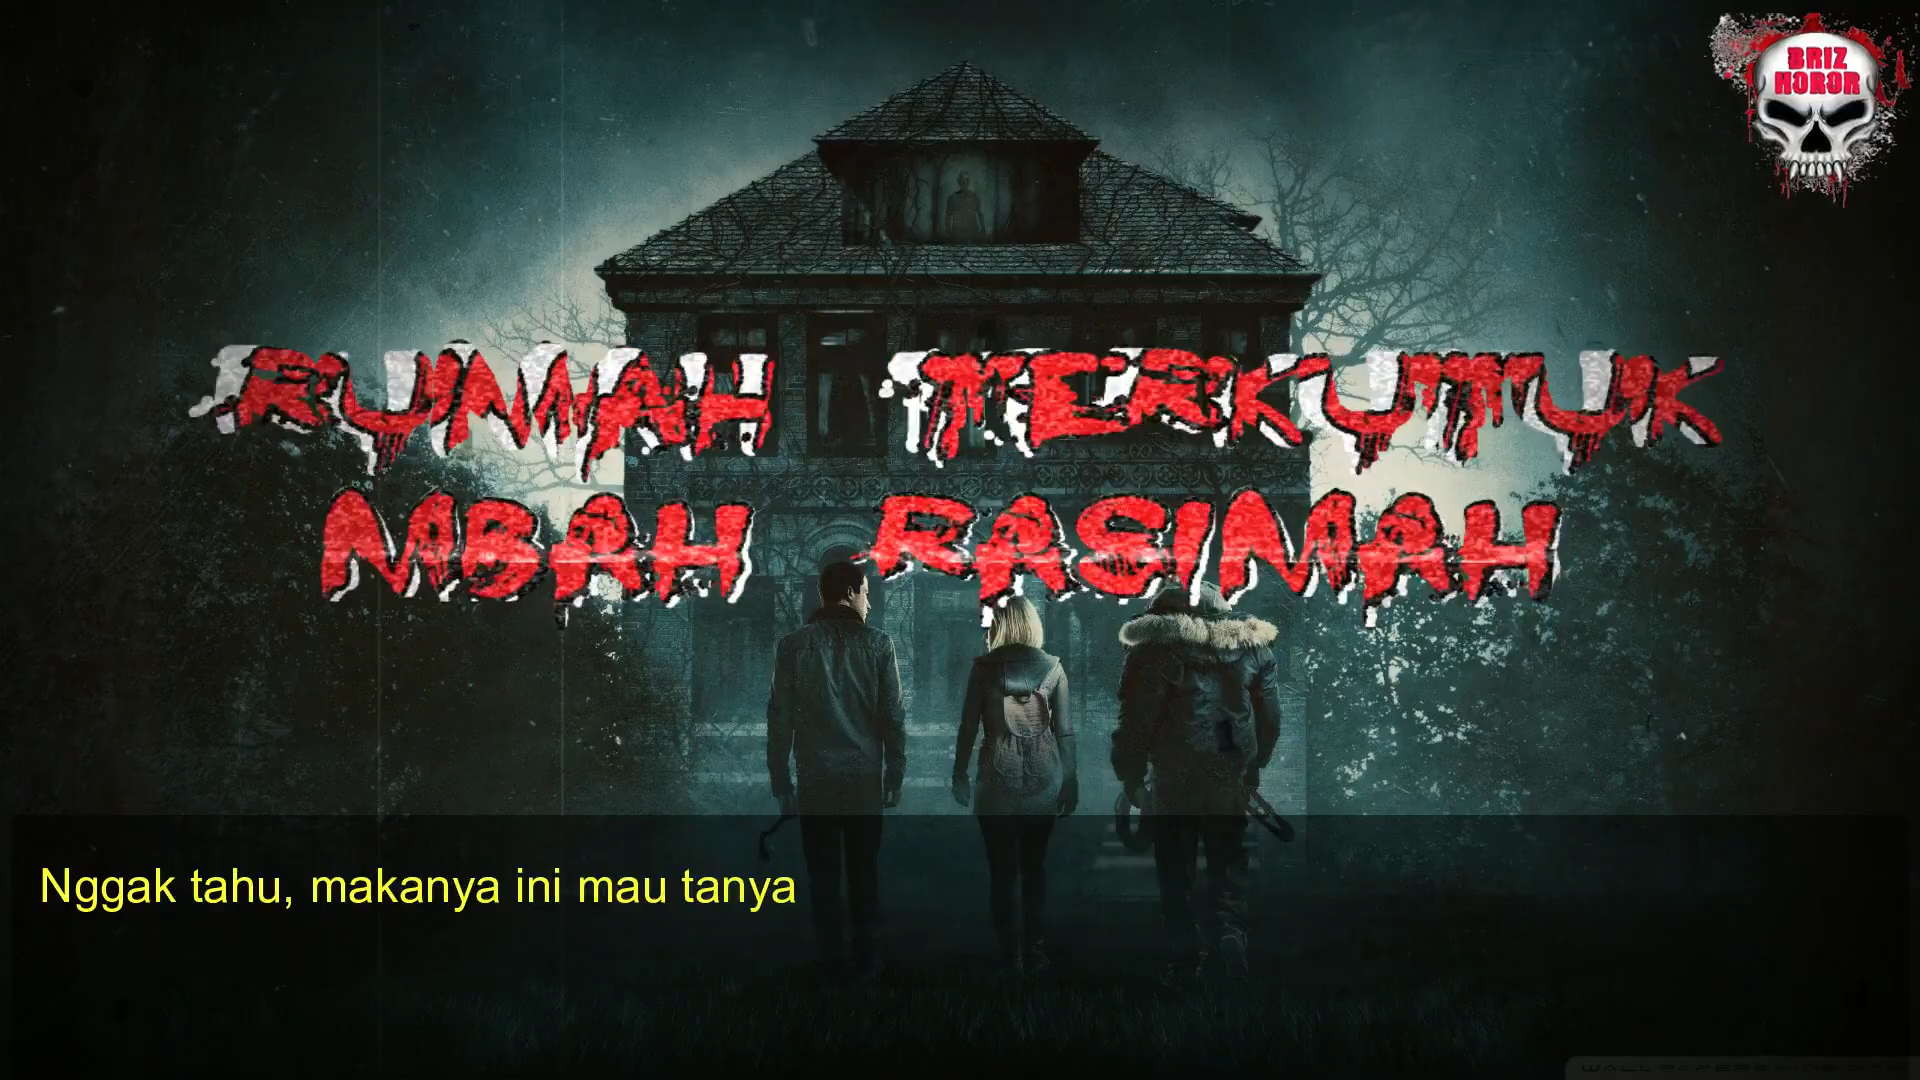 BRIZ
HOROR
RUMAH TERKUTUK
MBAH RASIMAH
Nggak tahu, makanya ini mau tanya